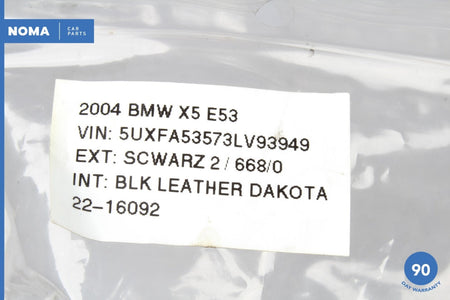 NOMA CAR PARTS
2004 BMW X5 E53
VIN: 5UXFA53573LV93949
EXT: SCWARZ 2 / 668/0
INT: BLK LEATHER DAKOTA
22-16092
90
DAY WARRANTY